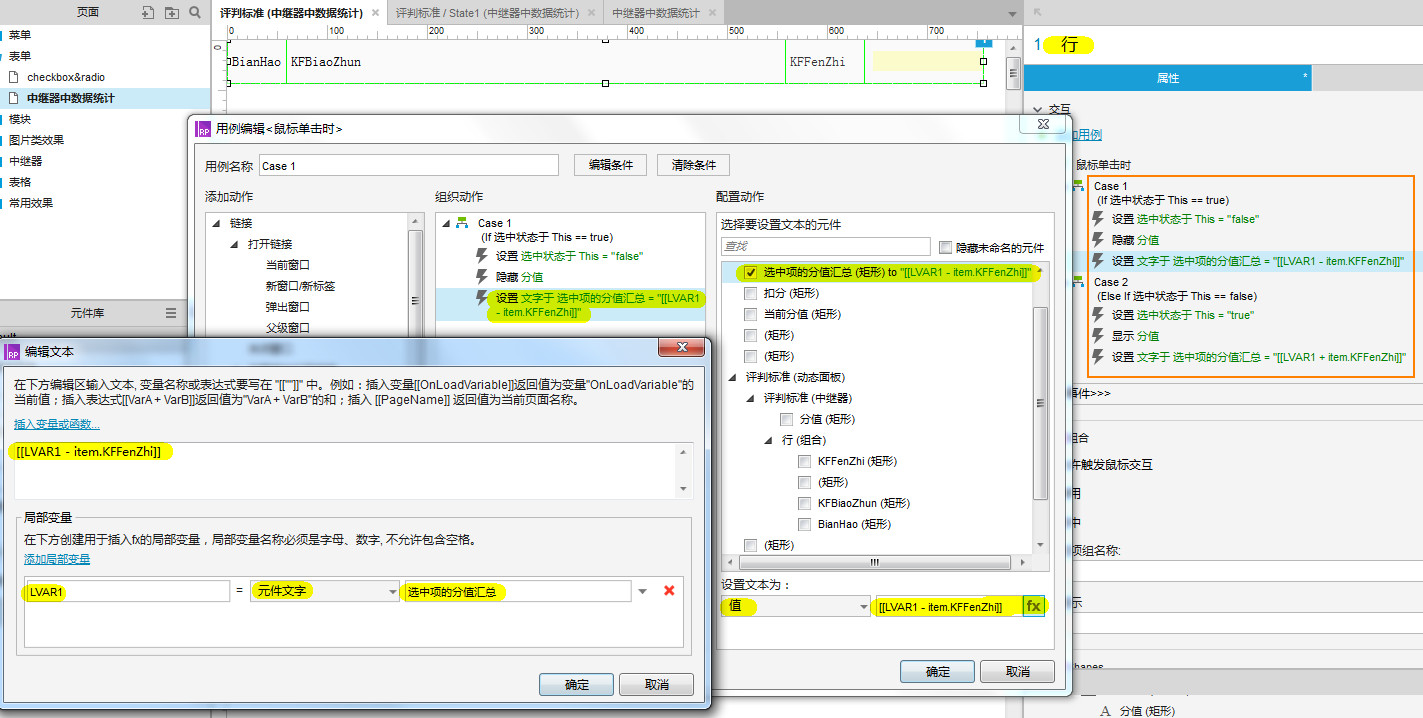 页面
菜单
表单
checkbox&radio
中继器中数据统计
模块
图片类效果
中继器
表格
常用效果
元件库
评判标准 (中继器中数据统计)
评判标准 / State1 (中继器中数据统计)
中继器中数据统计
0
100
200
300
400
500
600
700
0
BianHao
KFBiaoZhun
KFFenZhi
1
1 行
属性
*
交互
加用例
鼠标单击时
Case 1
(If 选中状态于 This == true)
设置 选中状态于 This = "false"
隐藏 分值
设置 文字于 选中项的分值汇总 = "[[LVAR1 - item.KFFenZhi]]"
Case 2
(Else If 选中状态于 This == false)
设置 选中状态于 This = "true"
显示 分值
设置 文字于 选中项的分值汇总 = "[[LVAR1 + item.KFFenZhi]]"
事件>>>
组合
许触发鼠标交互
用
中
项组名称:
示
A 分值 (矩形)
RP 用例编辑<鼠标单击时>
用例名称
Case 1
编辑条件
清除条件
添加动作
链接
打开链接
当前窗口
新窗口/新标签
弹出窗口
父级窗口
组织动作
Case 1
(If 选中状态于 This == true)
设置 选中状态于 This = "false"
隐藏 分值
设置 文字于 选中项的分值汇总 = "[[LVAR1
- item.KFFenZhi]]"
配置动作
选择要设置文本的元件
查找
隐藏未命名的元件
选中项的分值汇总 (矩形) to "[[LVAR1 - item.KFFenZhi]]"
扣分 (矩形)
当前分值 (矩形)
(矩形)
(矩形)
评判标准 (动态面板)
评判标准 (中继器)
分值 (矩形)
行 (组合)
KFFenZhi (矩形)
(矩形)
KFBiaoZhun (矩形)
BianHao (矩形)
(矩形)
设置文本为：
值
[[LVAR1 - item.KFFenZhi]]
fx
确定
取消
RP 编辑文本
在下方编辑区输入文本, 变量名称或表达式要写在 "[[""]]" 中。例如：插入变量[[OnLoadVariable]]返回值为变量"OnLoadVariable"的
当前值；插入表达式[[VarA + VarB]]返回值为"VarA + VarB"的和；插入 [[PageName]] 返回值为当前页面名称。
插入变量或函数...
[[LVAR1 - item.KFFenZhi]]
局部变量
在下方创建用于插入fx的局部变量，局部变量名称必须是字母、数字, 不允许包含空格。
添加局部变量
LVAR1
=
元件文字
选中项的分值汇总
确定
取消